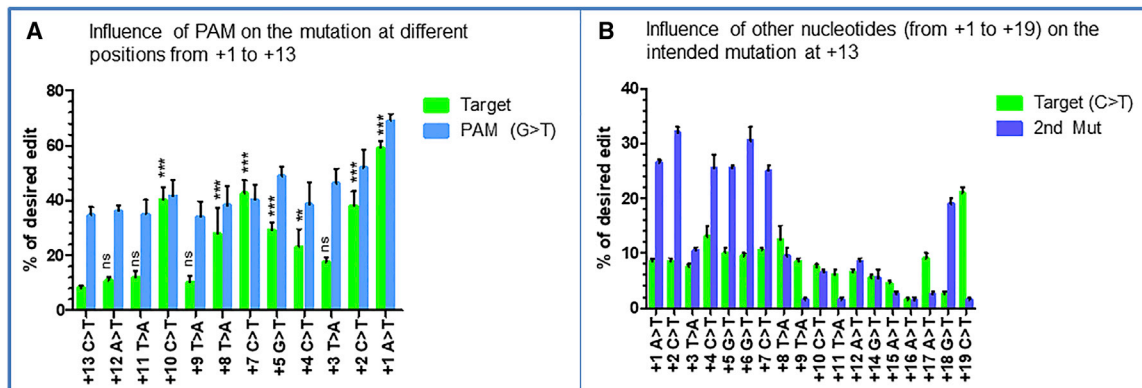 A
Influence of PAM on the mutation at different
positions from +1 to +13
Target
PAM (G>T)
% of desired edit
80
60
40
20
0
ns
ns
***
ns
***
***
***
**
***
***
***
+13 C>T
+12 A>T
+11 T>A
+10 C>T
+9 T>A
+8 T>A
+7 C>T
+5 G>T
+4 C>T
+3 T>A
+2 C>T
+1 A>T
B
Influence of other nucleotides (from +1 to +19) on the
intended mutation at +13
Target (C>T)
2nd Mut
% of desired edit
40
30
20
10
0
+1 A>T
+2 C>T
+3 T>A
+4 C>T
+5 G>T
+6 G>T
+7 C>T
+8 T>A
+9 T>A
+10 C>T
+11 T>A
+12 A>T
+14 G>T
+15 A>T
+16 A>T
+17 A>T
+18 G>T
+19 C>T